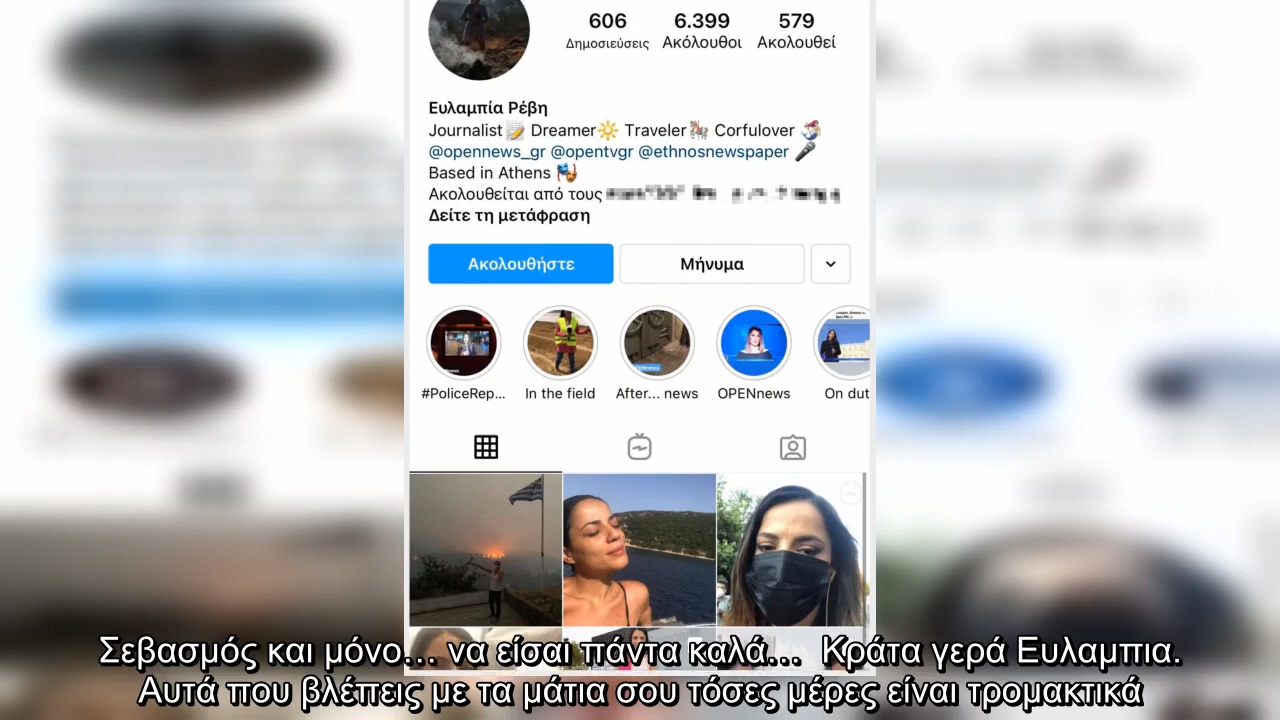 606 6.399 579
Δημοσιεύσεις Ακόλουθοι Ακολουθεί
Ευλαμπία Ρέβη
Journalist📝 Dreamer☀️ Traveler🎠 Corfulover 🧜‍♀️
@opennews_gr @opentvgr @ethnosnewspaper 🎤
Based in Athens 🎭
Ακολουθείται από τους
Δείτε τη μετάφραση
Ακολουθήστε Μήνυμα
#PoliceRep... In the field After... news OPENnews On dut
Σεβασμός και μόνο... να είσαι πάντα καλά... Κράτα γερά Ευλαμπια.
Αυτά που βλέπεις με τα μάτια σου τόσες μέρες είναι τρομακτικά